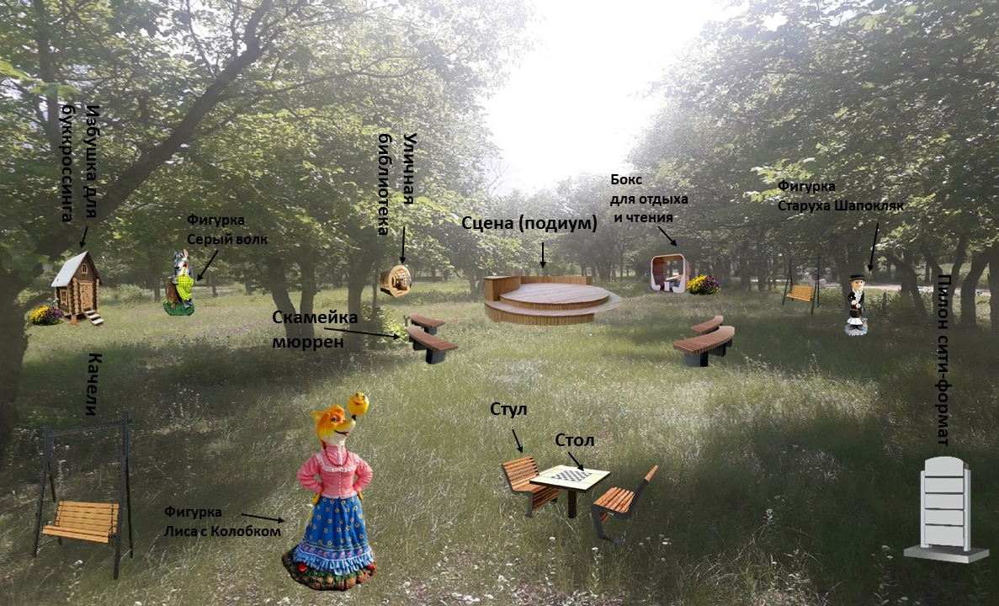 Избушка для
буккроссинга
Уличная
библиотека
Бокс
для отдыха
и чтения
Фигурка
Старуха Шапокляк
Фигурка
Серый волк
Сцена (подиум)
Скамейка
мюррен
Пилон сити-формат
Качели
Стул
Стол
Фигурка
Лиса с Колобком